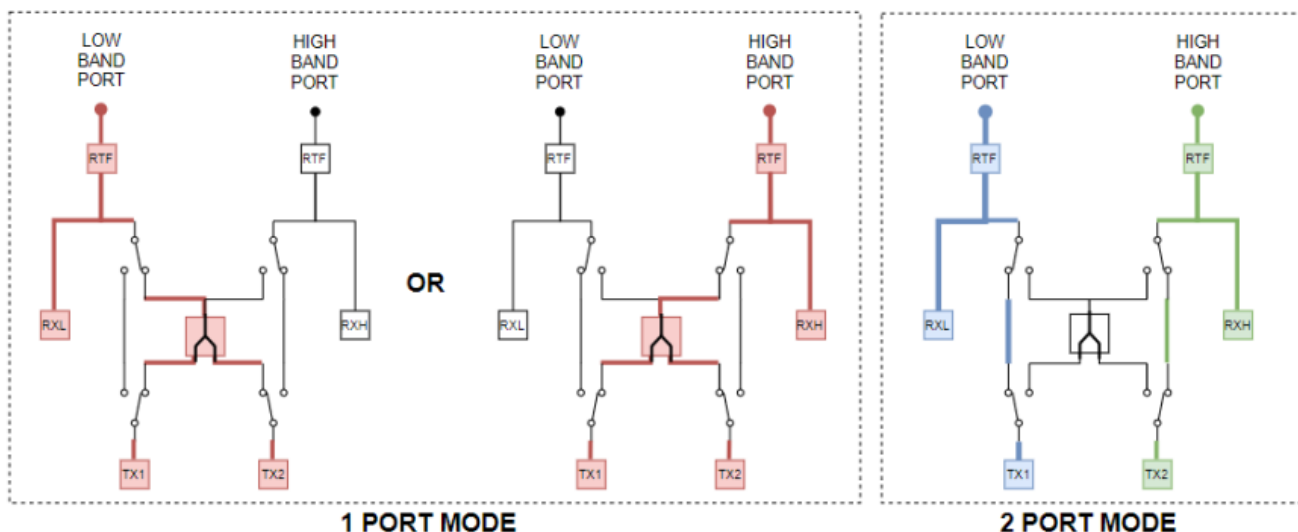 LOW
BAND
PORT
HIGH
BAND
PORT
RTF
RTF
RXL
RXH
TX1
TX2
OR
LOW
BAND
PORT
HIGH
BAND
PORT
RTF
RTF
RXL
RXH
TX1
TX2
1 PORT MODE
LOW
BAND
PORT
HIGH
BAND
PORT
RTF
RTF
RXL
RXH
TX1
TX2
2 PORT MODE